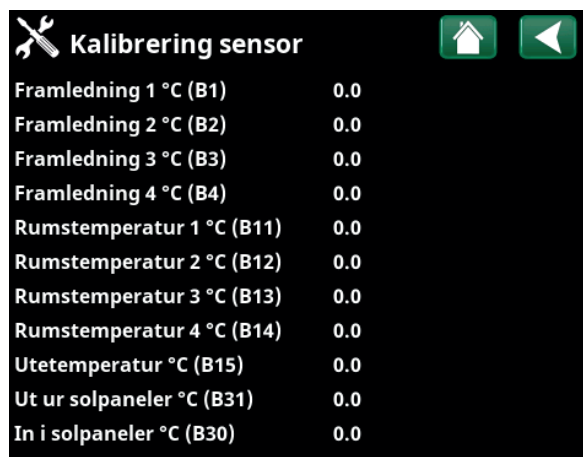 Kalibrering sensor
Framledning 1 °C (B1) 0.0
Framledning 2 °C (B2) 0.0
Framledning 3 °C (B3) 0.0
Framledning 4 °C (B4) 0.0
Rumstemperatur 1 °C (B11) 0.0
Rumstemperatur 2 °C (B12) 0.0
Rumstemperatur 3 °C (B13) 0.0
Rumstemperatur 4 °C (B14) 0.0
Utetemperatur °C (B15) 0.0
Ut ur solpaneler °C (B31) 0.0
In i solpaneler °C (B30) 0.0